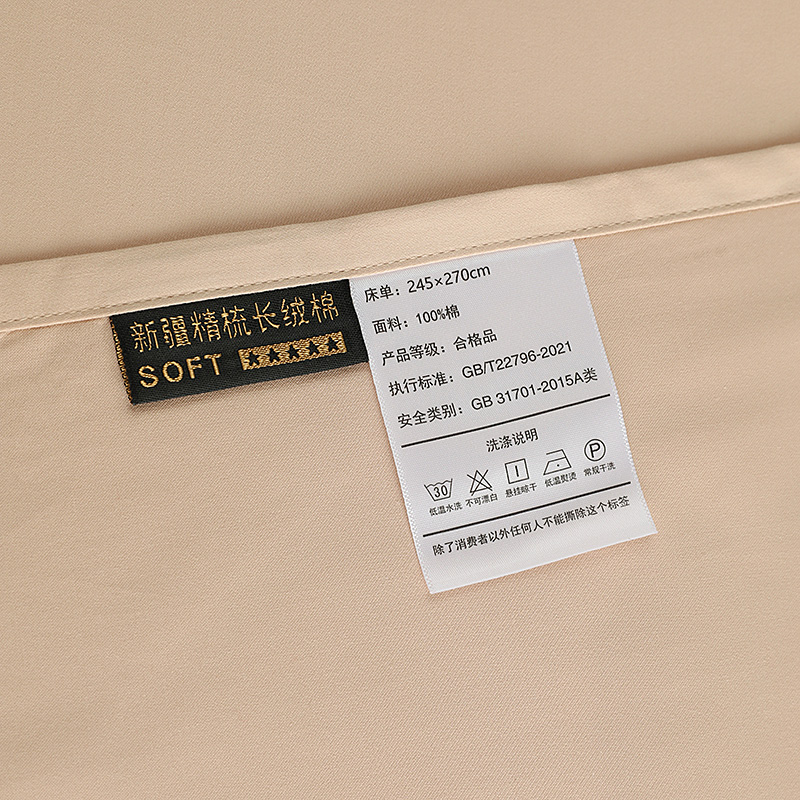 新疆精梳长绒棉
SOFT
床单：245×270cm
面料：100%棉
产品等级：合格品
执行标准：GB/T22796-2021
安全类别：GB 31701-2015A类
洗涤说明
30
P
低温水洗 不可漂白 悬挂晾干 低温熨烫 常规干洗
除了消费者以外任何人不能撕除这个标签